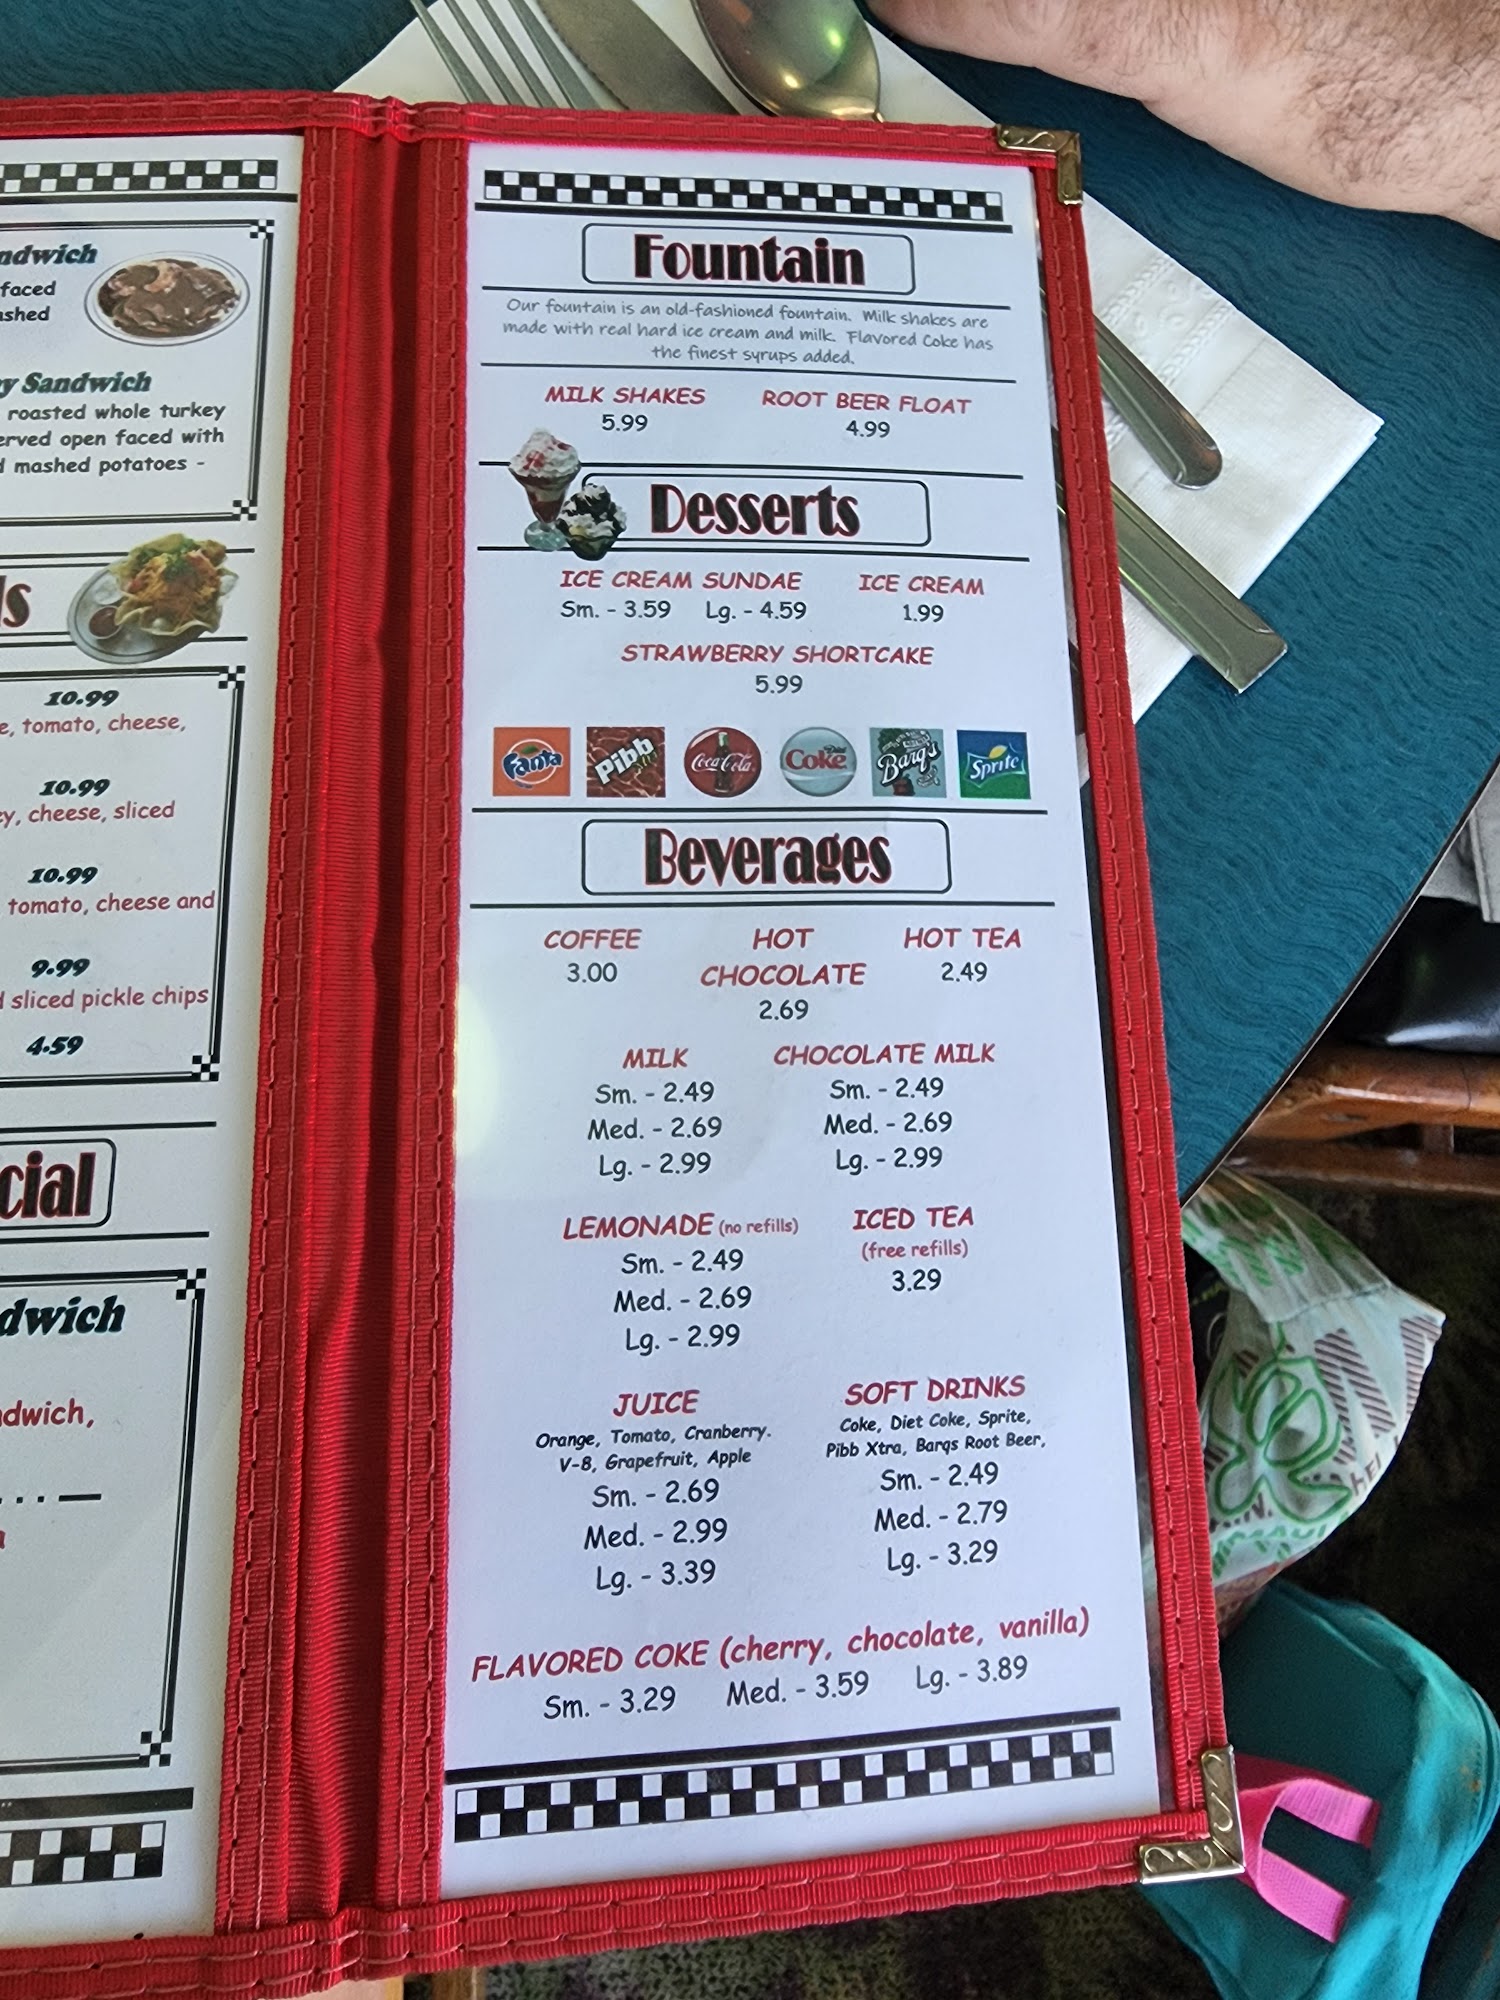 ndwich
faced
ashed
y Sandwich
roasted whole turkey
erved open faced with
d mashed potatoes -
ls
10.99
e, tomato, cheese,
10.99
ey, cheese, sliced
10.99
tomato, cheese and
9.99
d sliced pickle chips
4.59
cial
dwich
ndwich,
Fountain
Our fountain is an old-fashioned fountain. Milk shakes are
made with real hard ice cream and milk. Flavored Coke has
the finest syrups added.
MILK SHAKES ROOT BEER FLOAT
5.99 4.99
Desserts
ICE CREAM SUNDAE ICE CREAM
Sm. - 3.59 Lg. - 4.59 1.99
STRAWBERRY SHORTCAKE
5.99
Fanta Pibb Xtra Coca-Cola Diet Coke Barq's Sprite
Beverages
COFFEE HOT HOT TEA
3.00 CHOCOLATE 2.49
2.69
MILK CHOCOLATE MILK
Sm. - 2.49 Sm. - 2.49
Med. - 2.69 Med. - 2.69
Lg. - 2.99 Lg. - 2.99
LEMONADE (no refills) ICED TEA
Sm. - 2.49 (free refills)
Med. - 2.69 3.29
Lg. - 2.99
JUICE SOFT DRINKS
Orange, Tomato, Cranberry. Coke, Diet Coke, Sprite,
V-8, Grapefruit, Apple Pibb Xtra, Barqs Root Beer,
Sm. - 2.69 Sm. - 2.49
Med. - 2.99 Med. - 2.79
Lg. - 3.39 Lg. - 3.29
FLAVORED COKE (cherry, chocolate, vanilla)
Sm. - 3.29 Med. - 3.59 Lg. - 3.89